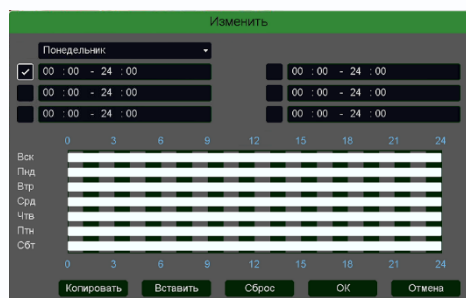 Изменить
Понедельник
00 : 00 - 24 : 00 00 : 00 - 24 : 00
00 : 00 - 24 : 00 00 : 00 - 24 : 00
00 : 00 - 24 : 00 00 : 00 - 24 : 00
0 3 6 9 12 15 18 21 24
Вск
Пнд
Втр
Срд
Чтв
Птн
Сбт
0 3 6 9 12 15 18 21 24
Копировать Вставить Сброс ОК Отмена